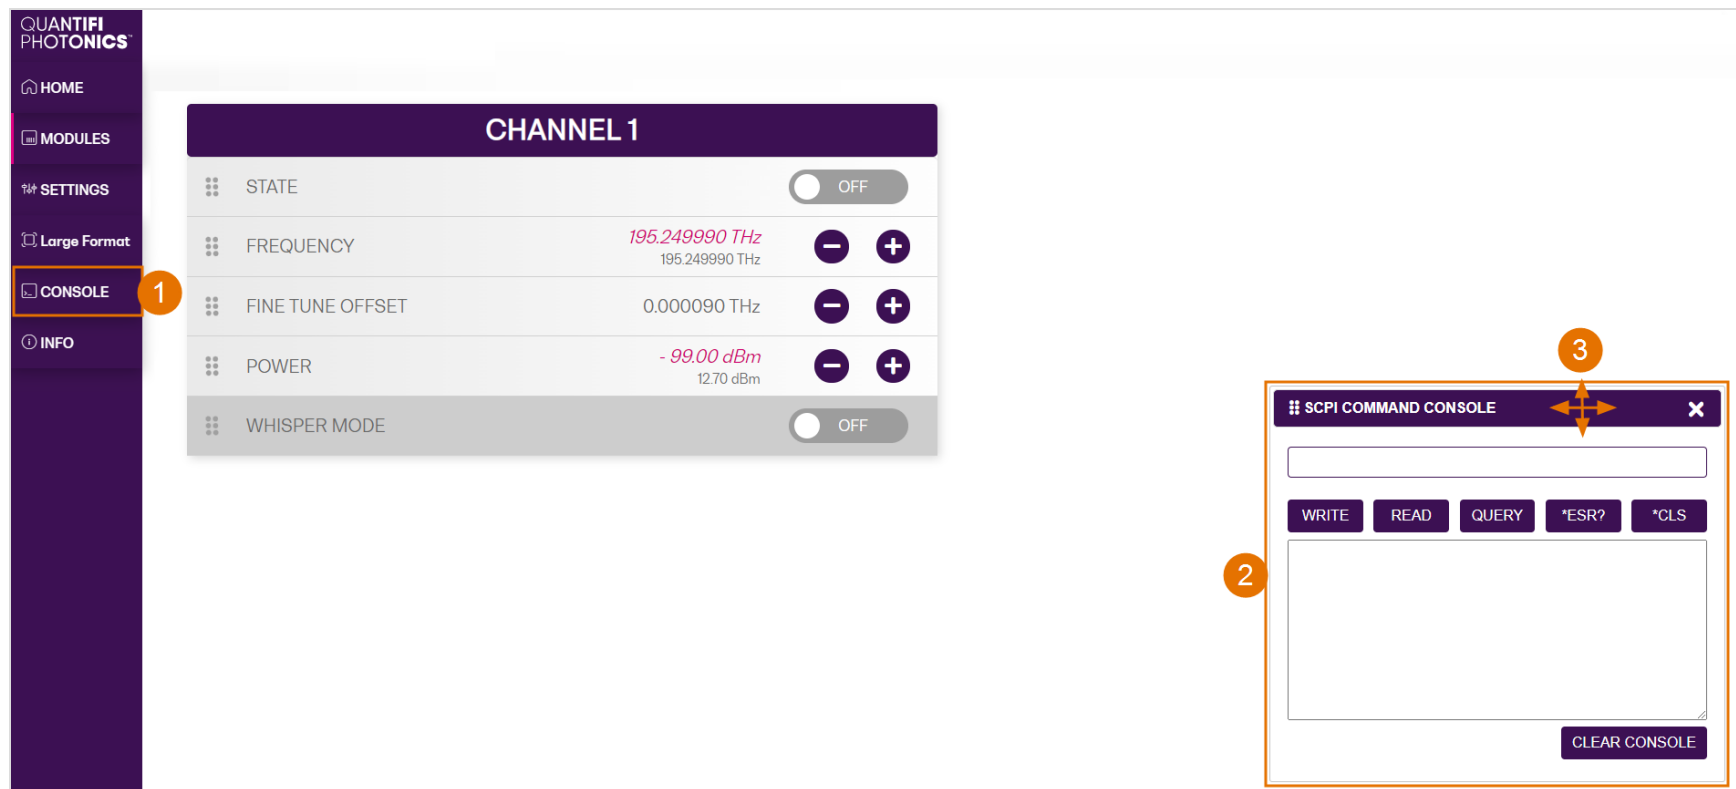 QUANTIFI
PHOTONICS™
HOME
MODULES
SETTINGS
Large Format
CONSOLE
1
INFO
CHANNEL 1
STATE
OFF
FREQUENCY
195.249990 THz
195.249990 THz
FINE TUNE OFFSET
0.000090 THz
POWER
- 99.00 dBm
12.70 dBm
WHISPER MODE
OFF
3
SCPI COMMAND CONSOLE
WRITE READ QUERY *ESR? *CLS
2
CLEAR CONSOLE